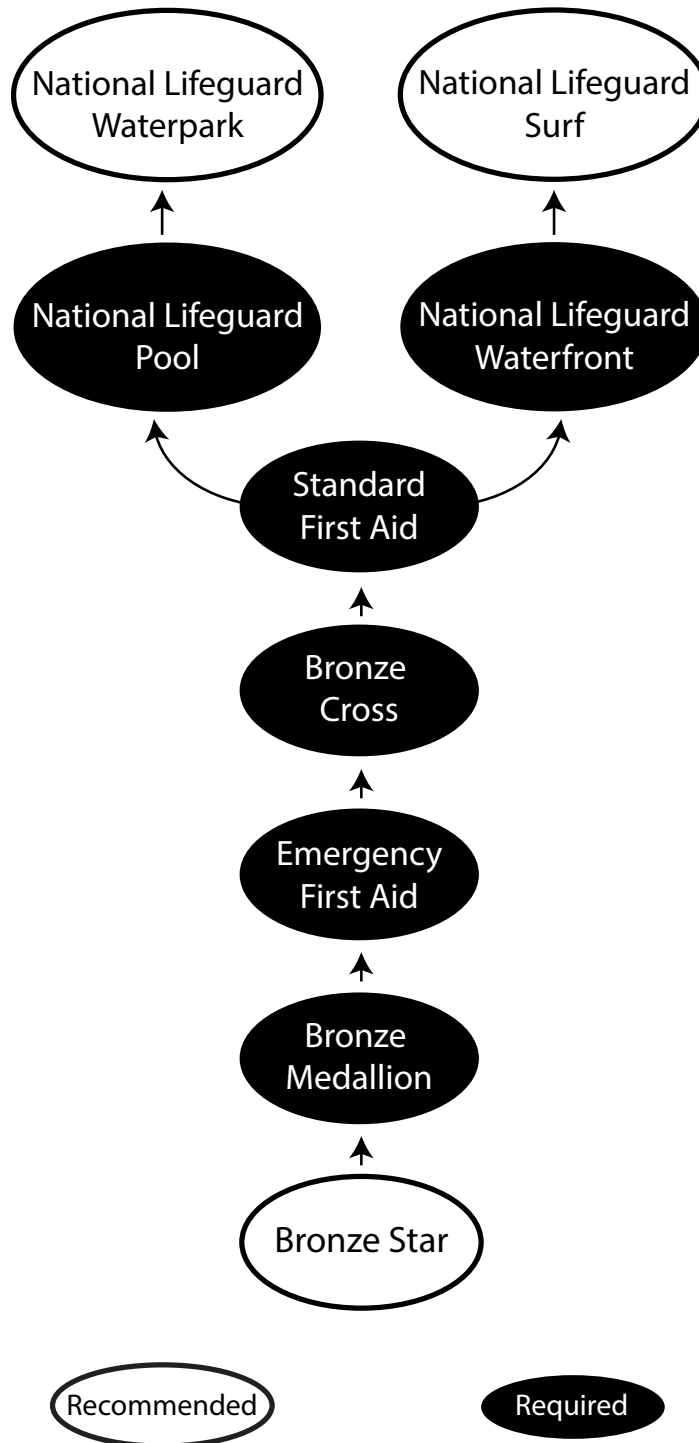 National Lifeguard
Waterpark
National Lifeguard
Surf
National Lifeguard
Pool
National Lifeguard
Waterfront
Standard
First Aid
Bronze
Cross
Emergency
First Aid
Bronze
Medallion
Bronze Star
Recommended
Required